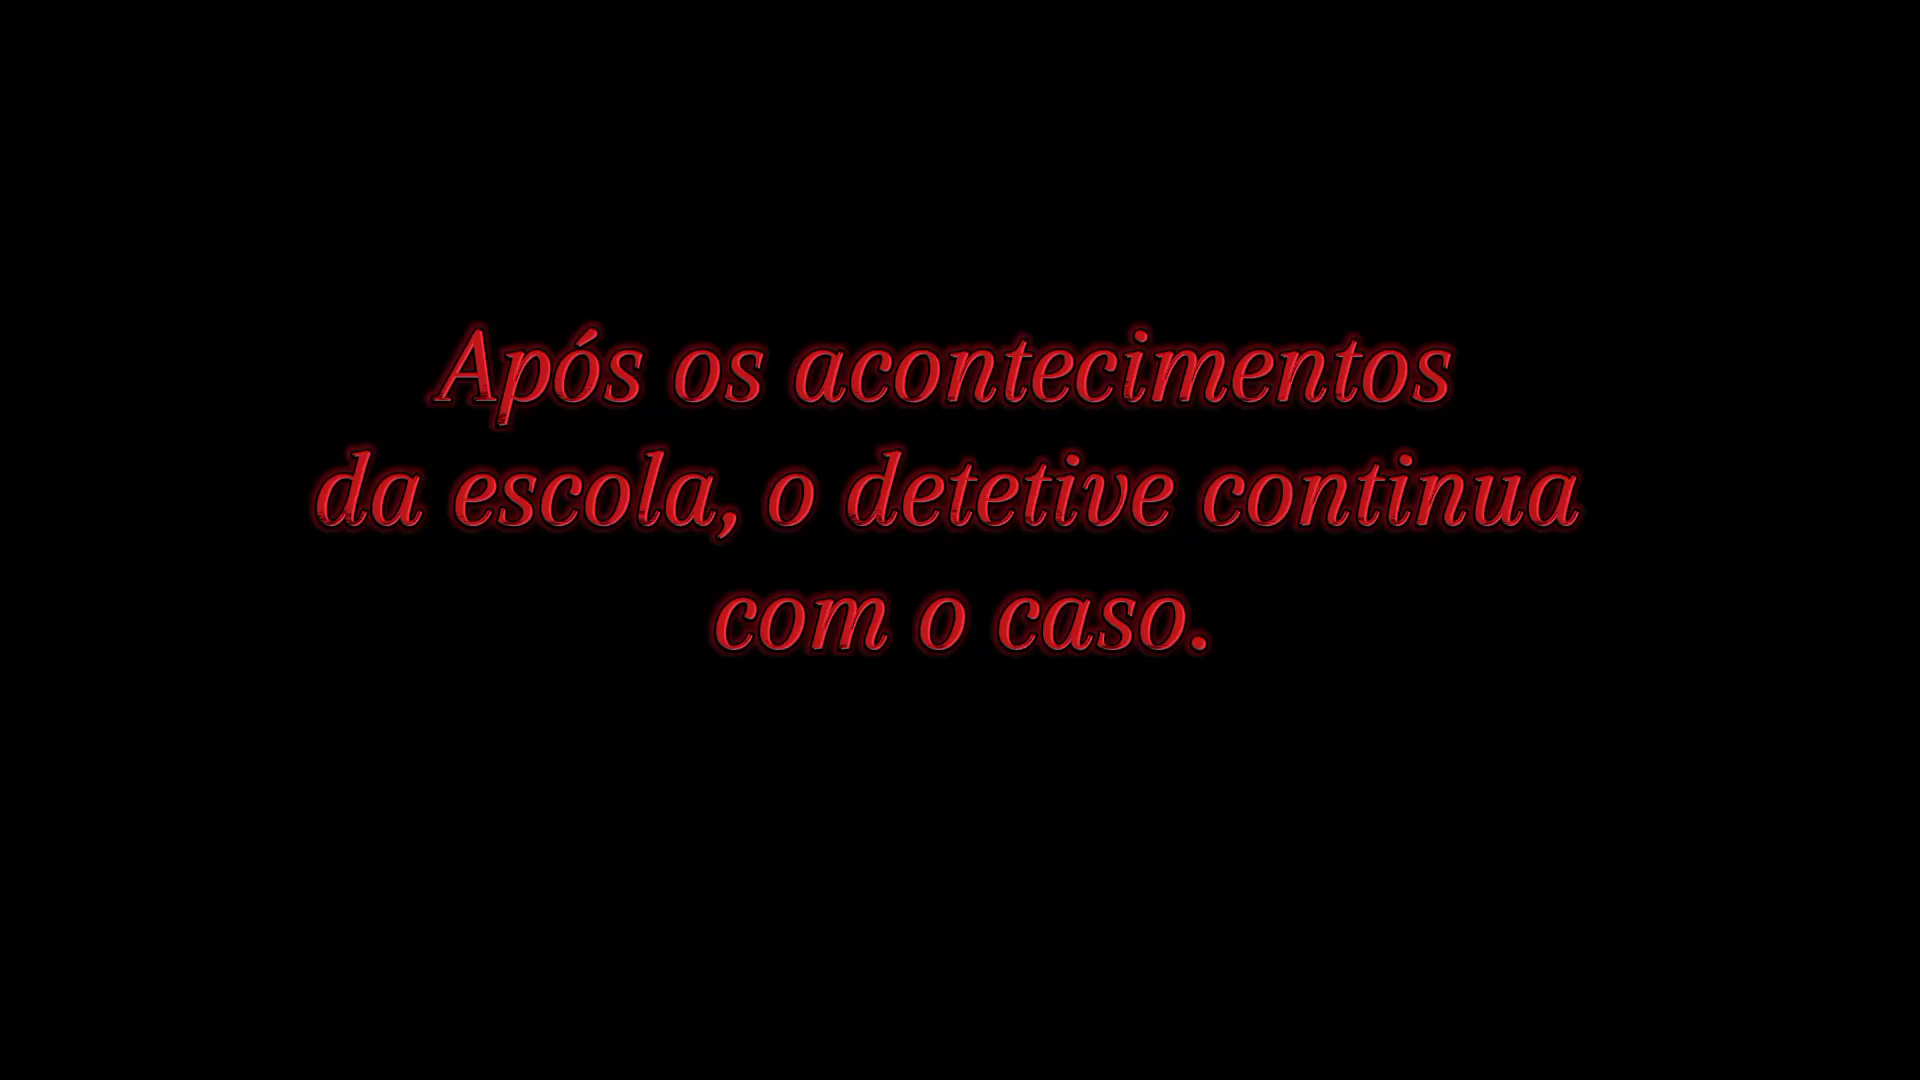 Após os acontecimentos
da escola, o detetive continua
com o caso.